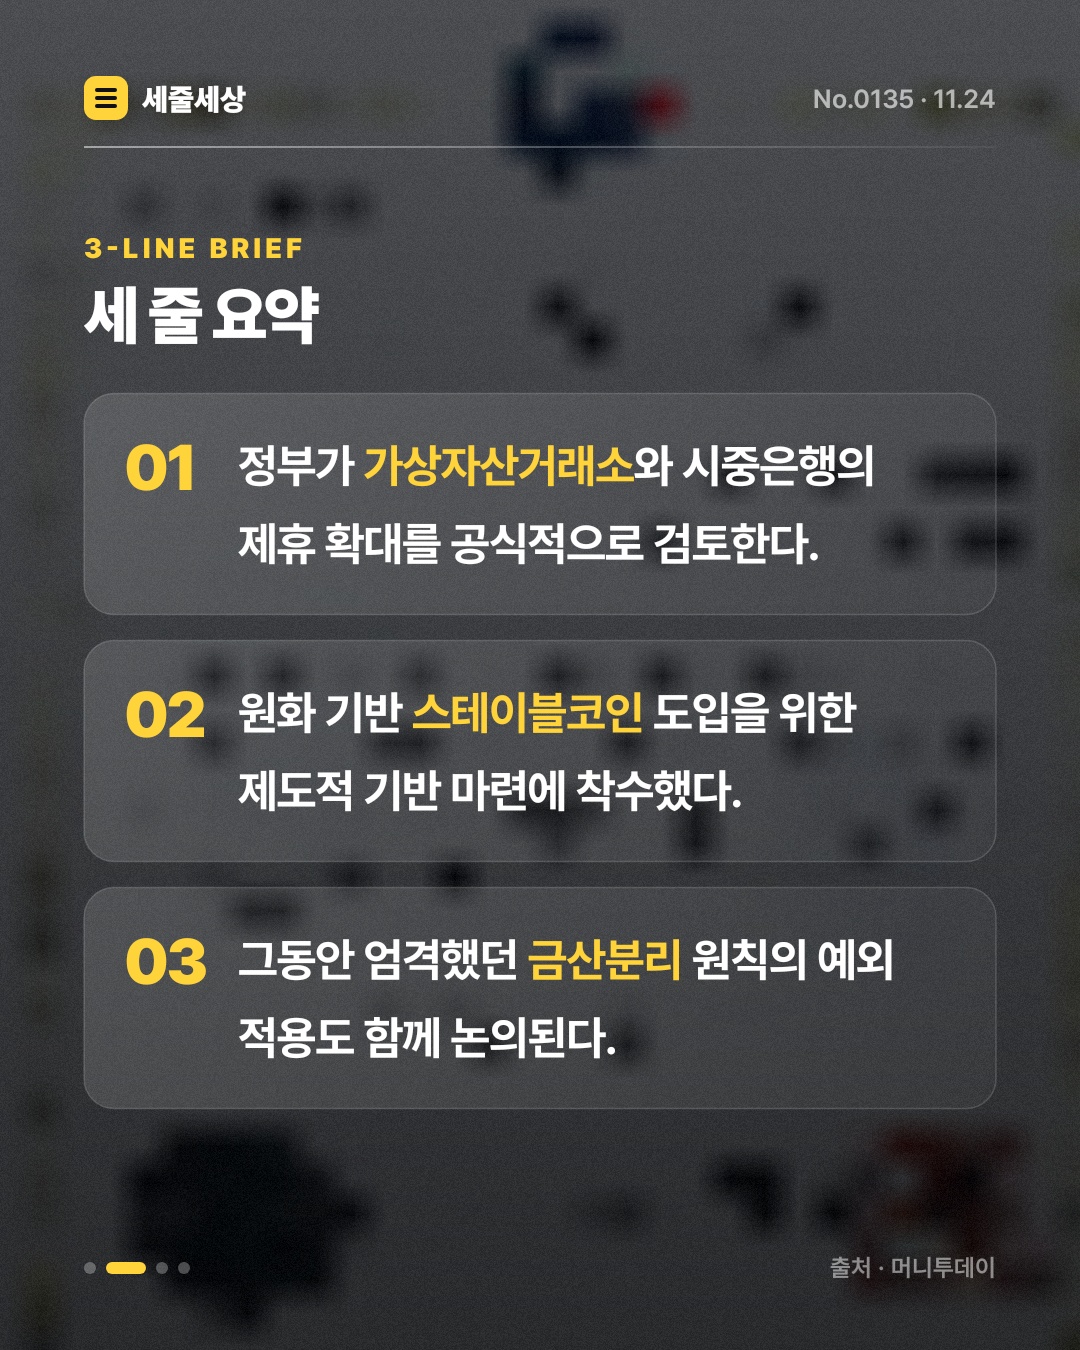 세줄세상
No.0135 · 11.24
3-LINE BRIEF
세 줄 요약
01
정부가 가상자산거래소와 시중은행의
제휴 확대를 공식적으로 검토한다.
02
원화 기반 스테이블코인 도입을 위한
제도적 기반 마련에 착수했다.
03
그동안 엄격했던 금산분리 원칙의 예외
적용도 함께 논의된다.
출처 · 머니투데이